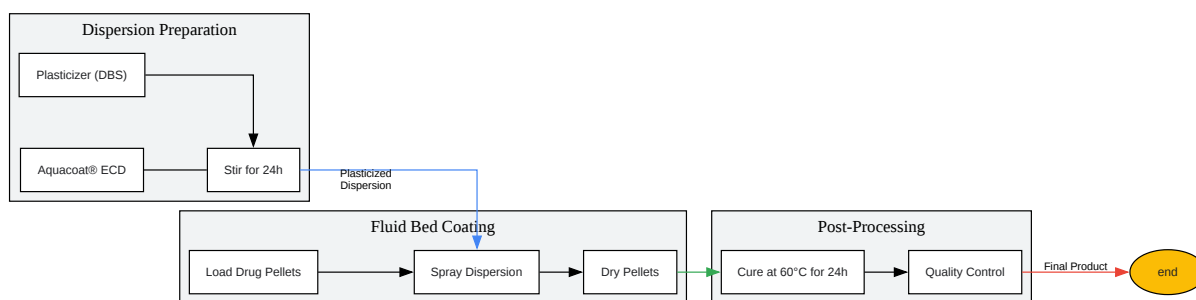 Dispersion Preparation
Plasticizer (DBS)
Aquacoat® ECD
Stir for 24h
Plasticized
Dispersion
Fluid Bed Coating
Load Drug Pellets
Spray Dispersion
Dry Pellets
Post-Processing
Cure at 60°C for 24h
Quality Control
Final Product
end